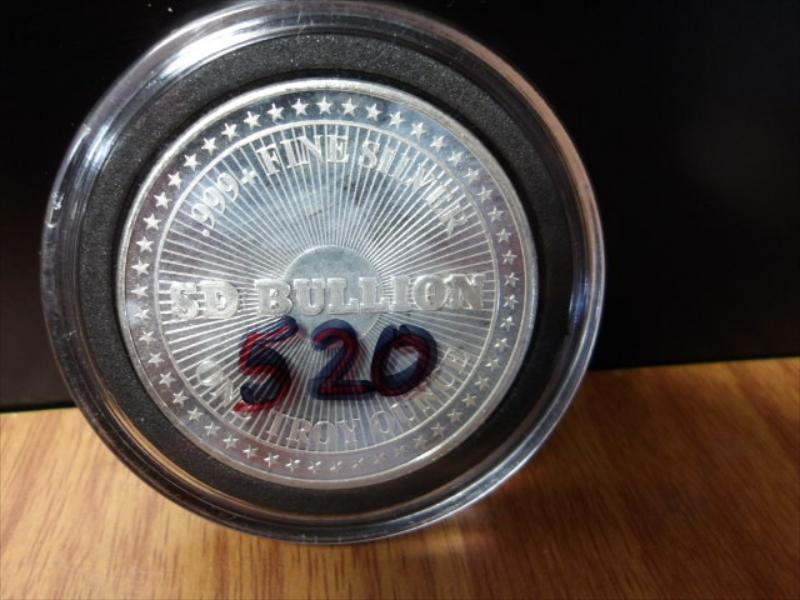 .999+ FINE SILVER
SD BULLION
520
ONE TROY OUNCE